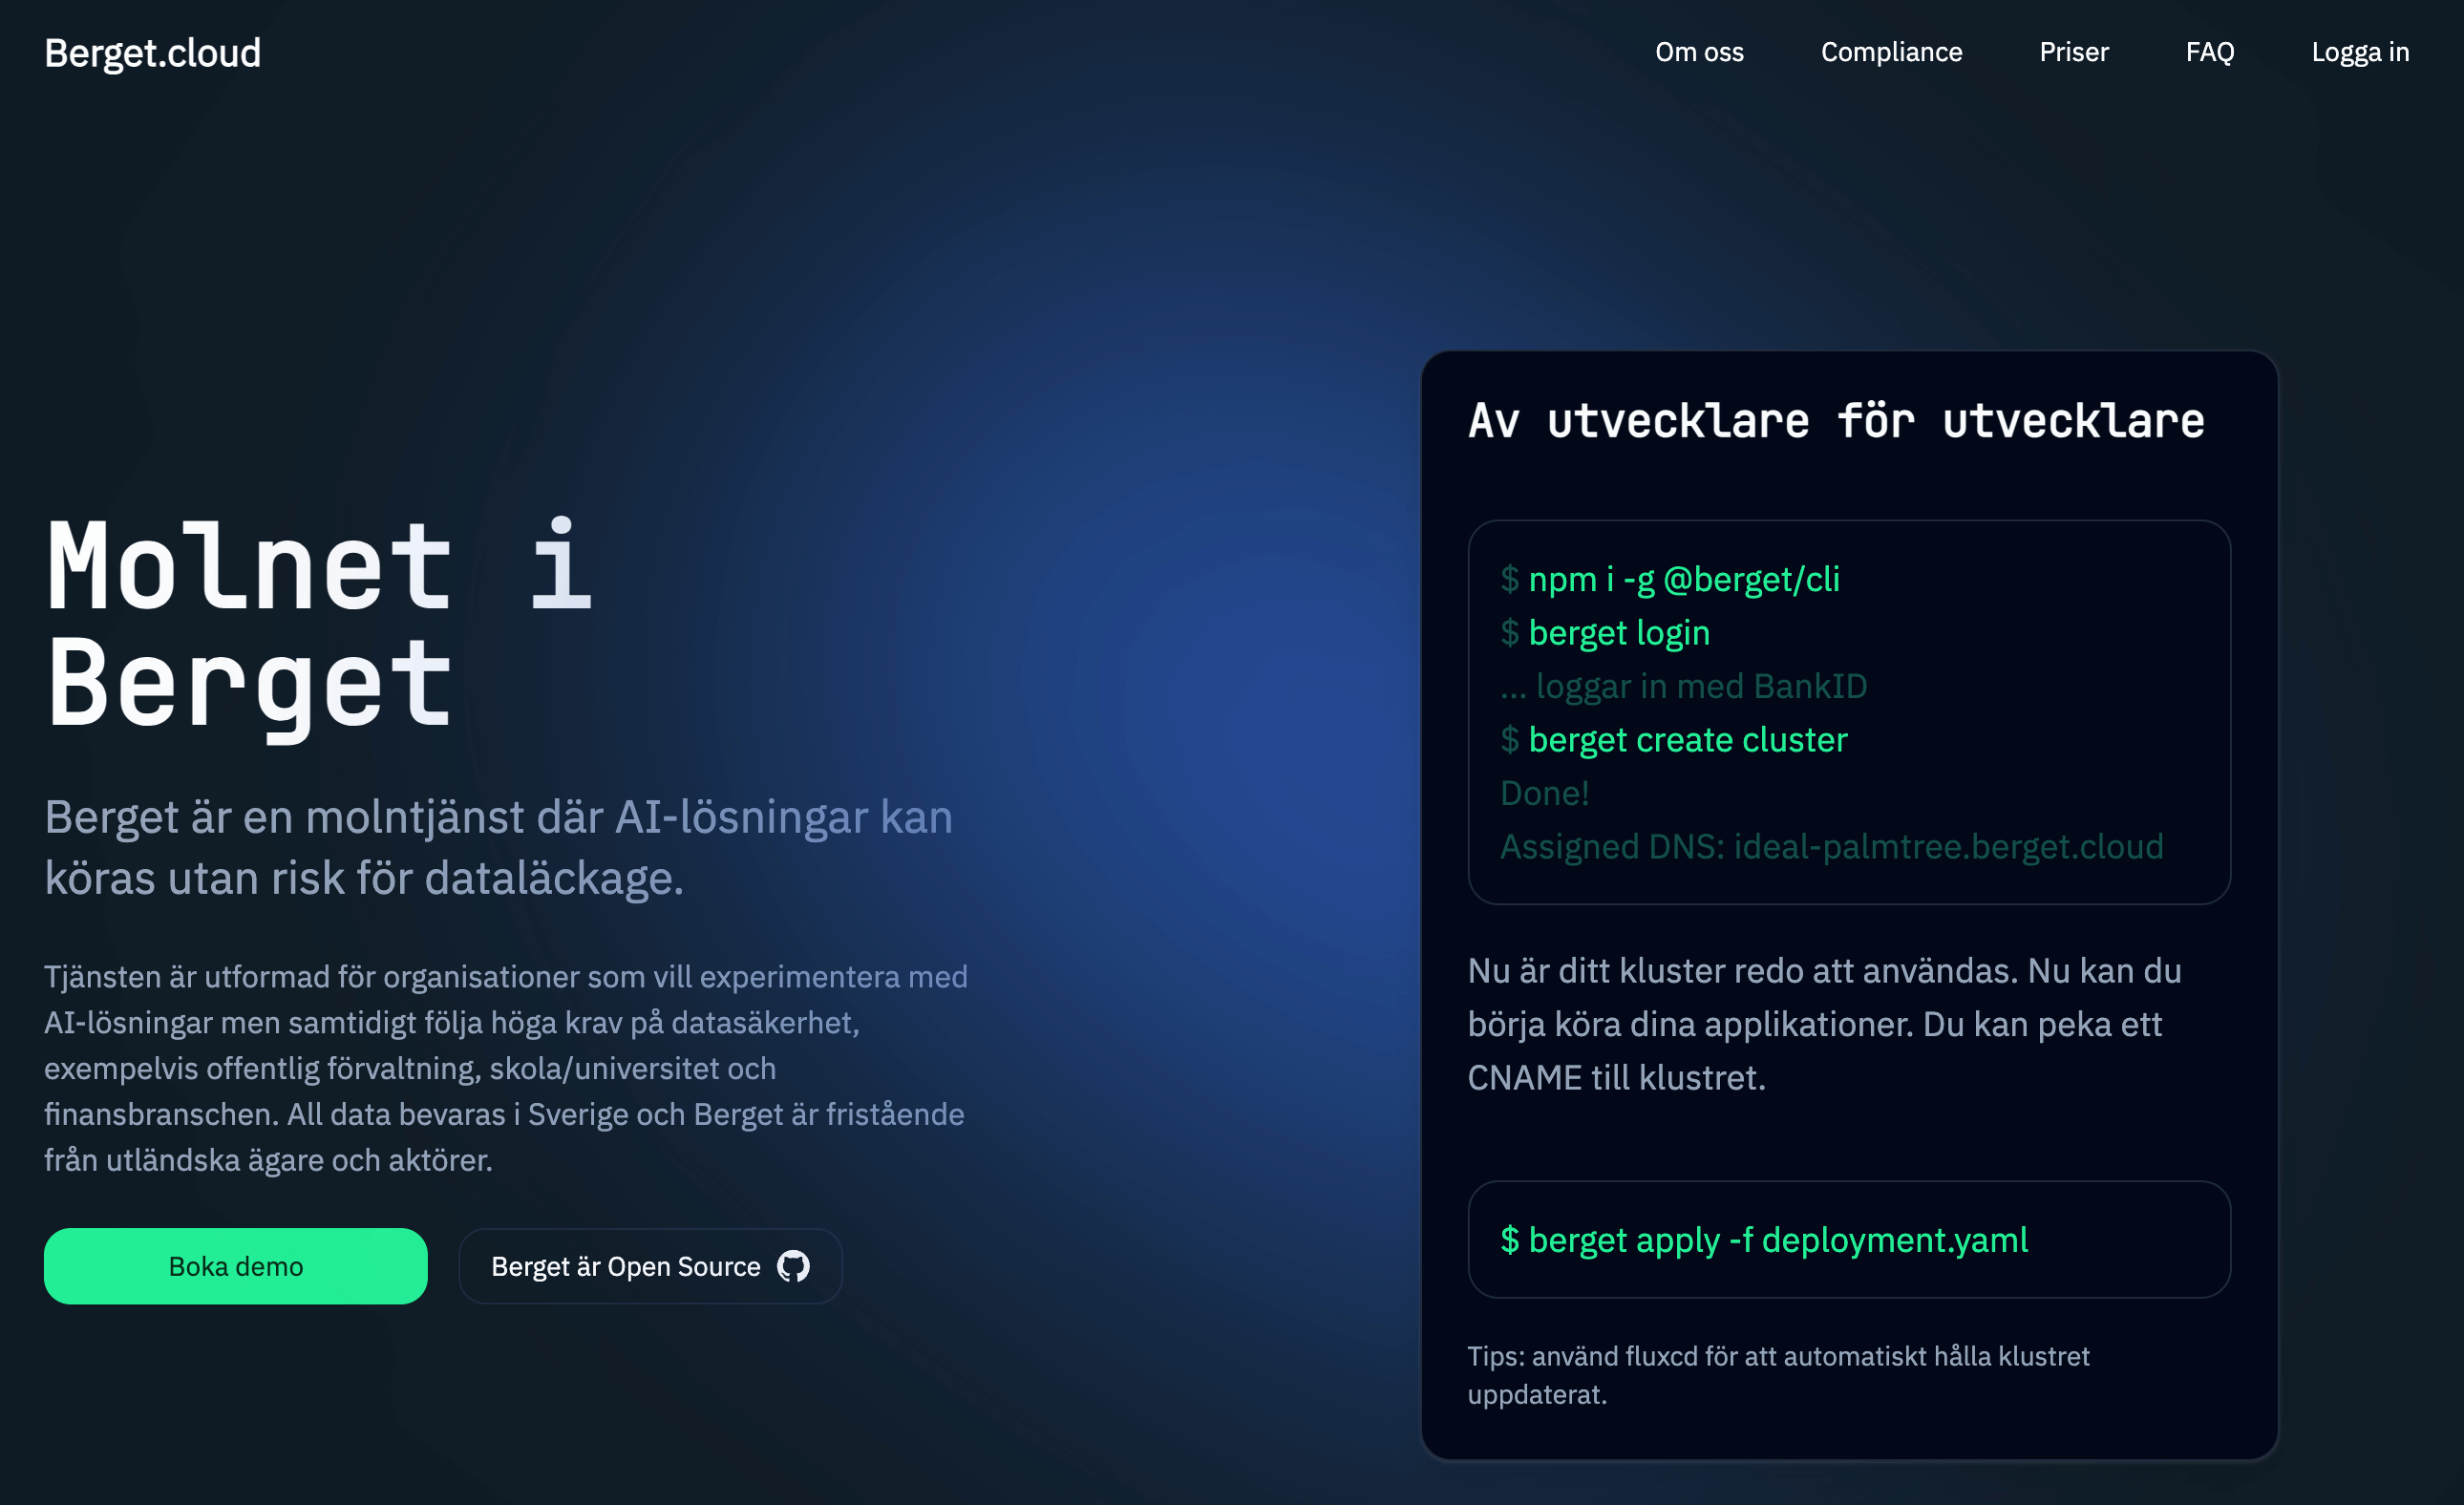 Berget.cloud
Om oss
Compliance
Priser
FAQ
Logga in
Molnet i
Berget
Berget är en molntjänst där AI-lösningar kan
köras utan risk för dataläckage.
Tjänsten är utformad för organisationer som vill experimentera med
AI-lösningar men samtidigt följa höga krav på datasäkerhet,
exempelvis offentlig förvaltning, skola/universitet och
finansbranschen. All data bevaras i Sverige och Berget är fristående
från utländska ägare och aktörer.
Boka demo
Berget är Open Source
Av utvecklare för utvecklare
$ npm i -g @berget/cli
$ berget login
... loggar in med BankID
$ berget create cluster
Done!
Assigned DNS: ideal-palmtree.berget.cloud
Nu är ditt kluster redo att användas. Nu kan du
börja köra dina applikationer. Du kan peka ett
CNAME till klustret.
$ berget apply -f deployment.yaml
Tips: använd fluxcd för att automatiskt hålla klustret
uppdaterat.